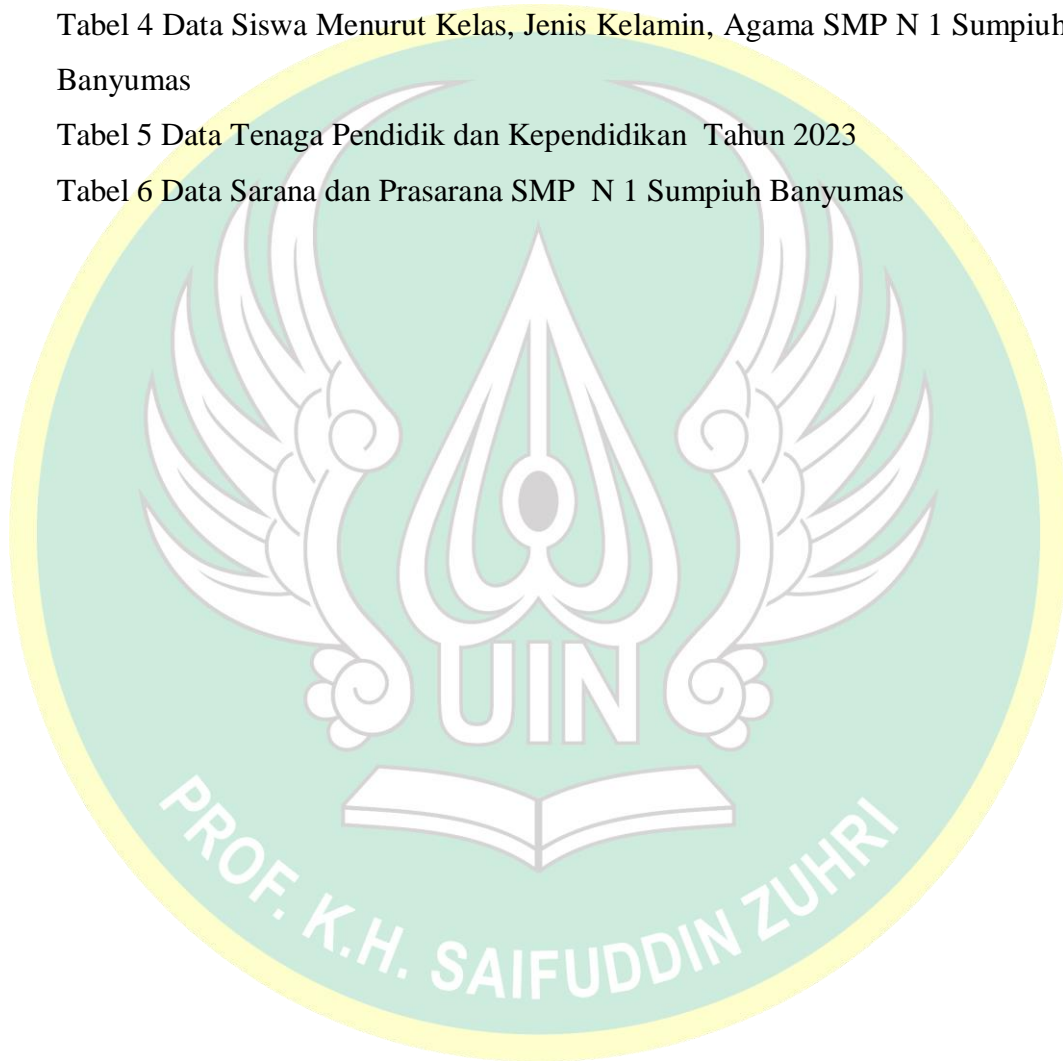 Tabel 4 Data Siswa Menurut Kelas, Jenis Kelamin, Agama SMP N 1 Sumpiuh
Banyumas
Tabel 5 Data Tenaga Pendidik dan Kependidikan Tahun 2023
Tabel 6 Data Sarana dan Prasarana SMP N 1 Sumpiuh Banyumas
UIN
PROF. K.H. SAIFUDDIN ZUHRI